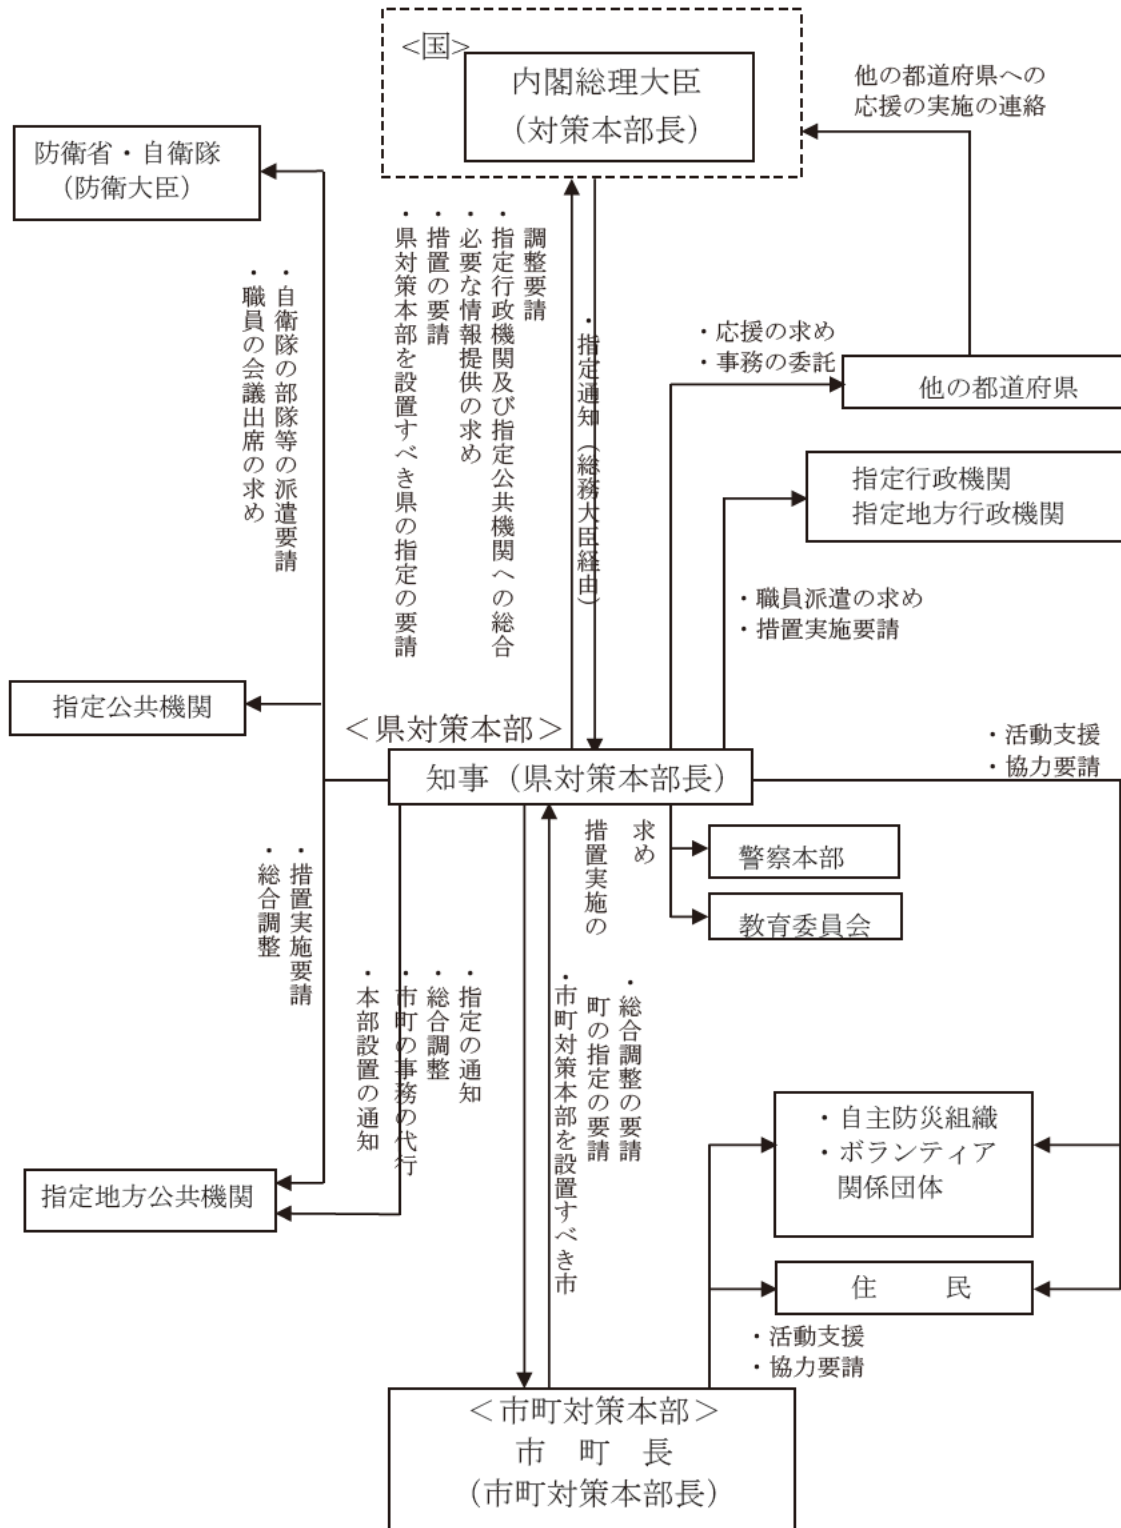 ＜国＞
内閣総理大臣
（対策本部長）
他の都道府県への
応援の実施の連絡
防衛省・自衛隊
（防衛大臣）
・自衛隊の部隊等の派遣要請
・職員の会議出席の求め
調整要請
・指定行政機関及び指定公共機関への総合
・必要な情報提供の求め
・措置の要請
・県対策本部を設置すべき県の指定の要請
・指定通知（総務大臣経由）
・応援の求め
・事務の委託
他の都道府県
指定行政機関
指定地方行政機関
・職員派遣の求め
・措置実施要請
指定公共機関
＜県対策本部＞
知事（県対策本部長）
・活動支援
・協力要請
求め
措置実施の
警察本部
教育委員会
・措置実施要請
・総合調整
・指定の通知
・総合調整
・市町の事務の代行
・本部設置の通知
・総合調整の要請
町の指定の要請
・市町対策本部を設置すべき市
指定地方公共機関
・自主防災組織
・ボランティア
関係団体
住　　民
・活動支援
・協力要請
＜市町対策本部＞
市　町　長
（市町対策本部長）